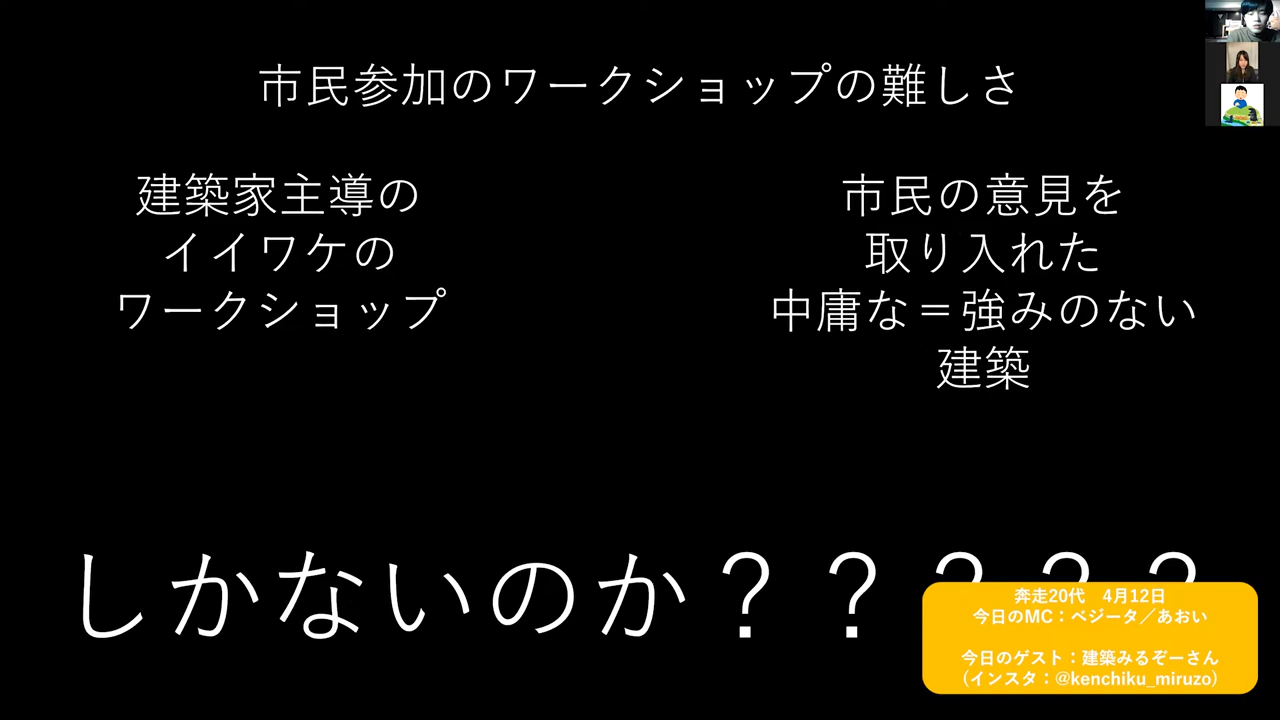 市民参加のワークショップの難しさ
建築家主導の
イイワケの
ワークショップ
市民の意見を
取り入れた
中庸な＝強みのない
建築
しかないのか？？？？？
奔走20代　4月12日
今日のMC：ベジータ／あおい
今日のゲスト：建築みるぞーさん
(インスタ：@kenchiku_miruzo)